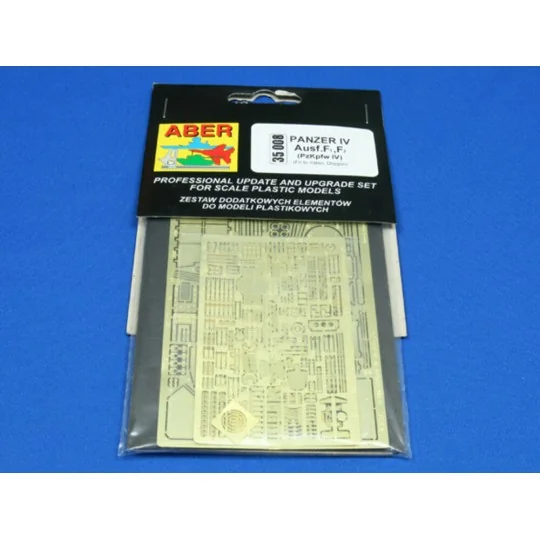 ABER
35 008
PANZER IV
Ausf.F1,F2
(PzKpfw IV)
PROFESSIONAL UPDATE AND UPGRADE SET
FOR SCALE PLASTIC MODELS
ZESTAW DODATKOWYCH ELEMENTÓW
DO MODELI PLASTIKOWYCH